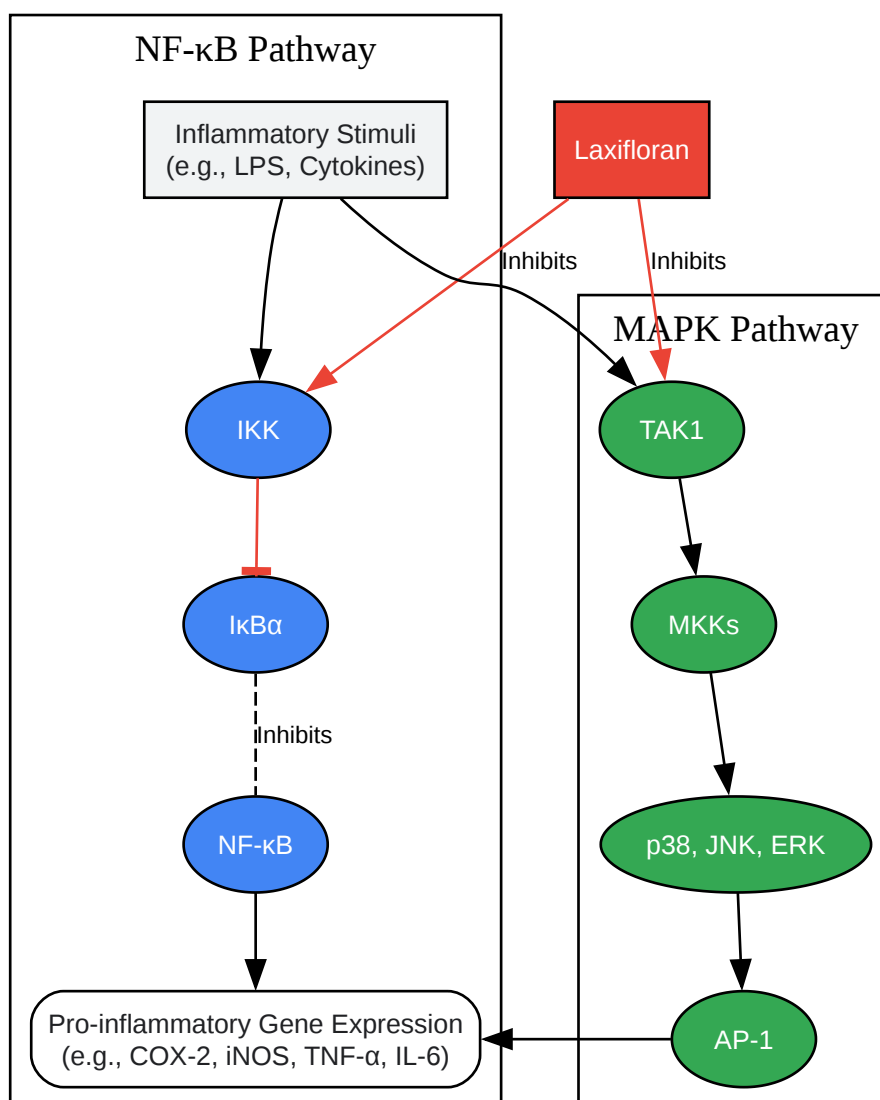 NF-κB Pathway
Inflammatory Stimuli
(e.g., LPS, Cytokines)
Laxifloran
Inhibits
Inhibits
MAPK Pathway
IKK
TAK1
IκBα
MKKs
Inhibits
NF-κB
p38, JNK, ERK
Pro-inflammatory Gene Expression
(e.g., COX-2, iNOS, TNF-α, IL-6)
AP-1